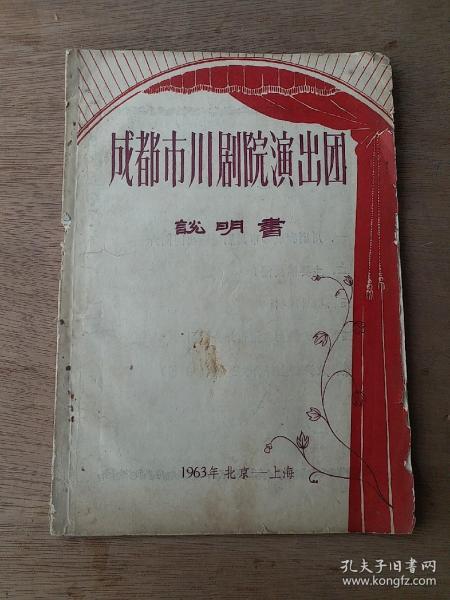 成都市川剧院演出团
説明書
1963年 北京—上海
孔夫子旧书网
www.kongfz.com